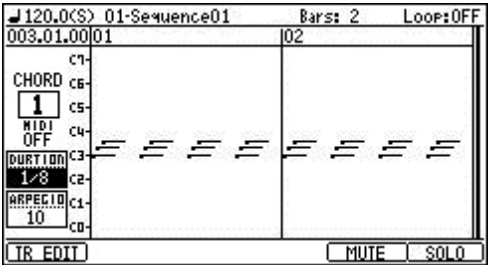 ♩120.0(S) 01-Sequence01 Bars: 2 Loop:OFF
003.01.00 01 02
C7-
CHORD C6-
1 C5-
MIDI C4-
OFF
DURTION C3-
1/8 C2-
ARPEGIO C1-
10
C0-
TR EDIT MUTE SOLO